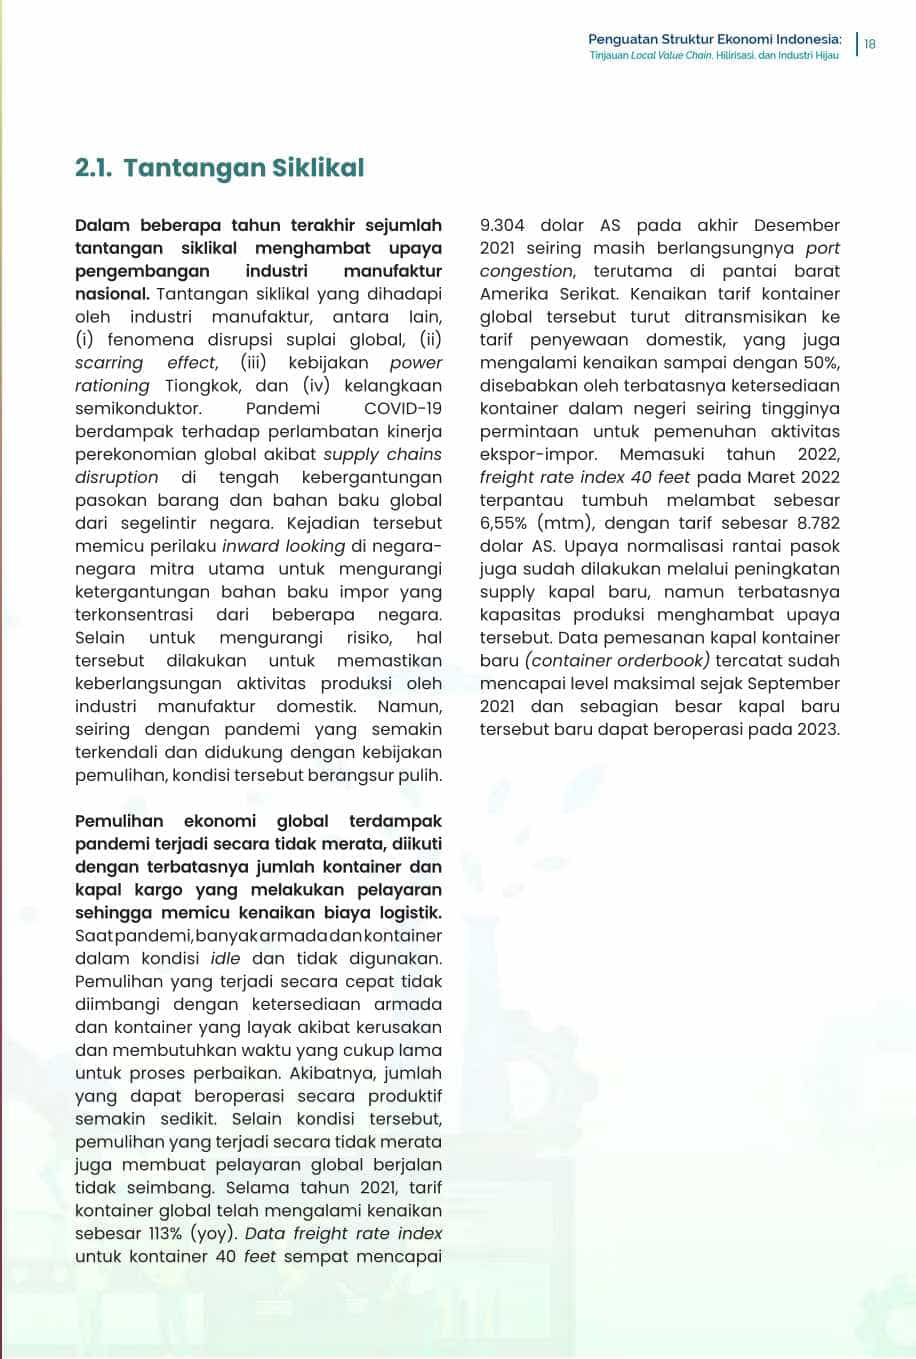 Penguatan Struktur Ekonomi Indonesia:
Tinjauan Local Value Chain, Hilirisasi, dan Industri Hijau
18
2.1. Tantangan Siklikal
Dalam beberapa tahun terakhir sejumlah
tantangan siklikal menghambat upaya
pengembangan industri manufaktur
nasional. Tantangan siklikal yang dihadapi
oleh industri manufaktur, antara lain,
(i) fenomena disrupsi suplai global, (ii)
scarring effect, (iii) kebijakan power
rationing Tiongkok, dan (iv) kelangkaan
semikonduktor. Pandemi COVID-19
berdampak terhadap perlambatan kinerja
perekonomian global akibat supply chains
disruption di tengah kebergantungan
pasokan barang dan bahan baku global
dari segelintir negara. Kejadian tersebut
memicu perilaku inward looking di negara-
negara mitra utama untuk mengurangi
ketergantungan bahan baku impor yang
terkonsentrasi dari beberapa negara.
Selain untuk mengurangi risiko, hal
tersebut dilakukan untuk memastikan
keberlangsungan aktivitas produksi oleh
industri manufaktur domestik. Namun,
seiring dengan pandemi yang semakin
terkendali dan didukung dengan kebijakan
pemulihan, kondisi tersebut berangsur pulih.
Pemulihan ekonomi global terdampak
pandemi terjadi secara tidak merata, diikuti
dengan terbatasnya jumlah kontainer dan
kapal kargo yang melakukan pelayaran
sehingga memicu kenaikan biaya logistik.
Saat pandemi, banyak armada dan kontainer
dalam kondisi idle dan tidak digunakan.
Pemulihan yang terjadi secara cepat tidak
diimbangi dengan ketersediaan armada
dan kontainer yang layak akibat kerusakan
dan membutuhkan waktu yang cukup lama
untuk proses perbaikan. Akibatnya, jumlah
yang dapat beroperasi secara produktif
semakin sedikit. Selain kondisi tersebut,
pemulihan yang terjadi secara tidak merata
juga membuat pelayaran global berjalan
tidak seimbang. Selama tahun 2021, tarif
kontainer global telah mengalami kenaikan
sebesar 113% (yoy). Data freight rate index
untuk kontainer 40 feet sempat mencapai
9.304 dolar AS pada akhir Desember
2021 seiring masih berlangsungnya port
congestion, terutama di pantai barat
Amerika Serikat. Kenaikan tarif kontainer
global tersebut turut ditransmisikan ke
tarif penyewaan domestik, yang juga
mengalami kenaikan sampai dengan 50%,
disebabkan oleh terbatasnya ketersediaan
kontainer dalam negeri seiring tingginya
permintaan untuk pemenuhan aktivitas
ekspor-impor. Memasuki tahun 2022,
freight rate index 40 feet pada Maret 2022
terpantau tumbuh melambat sebesar
6,55% (mtm), dengan tarif sebesar 8.782
dolar AS. Upaya normalisasi rantai pasok
juga sudah dilakukan melalui peningkatan
supply kapal baru, namun terbatasnya
kapasitas produksi menghambat upaya
tersebut. Data pemesanan kapal kontainer
baru (container orderbook) tercatat sudah
mencapai level maksimal sejak September
2021 dan sebagian besar kapal baru
tersebut baru dapat beroperasi pada 2023.